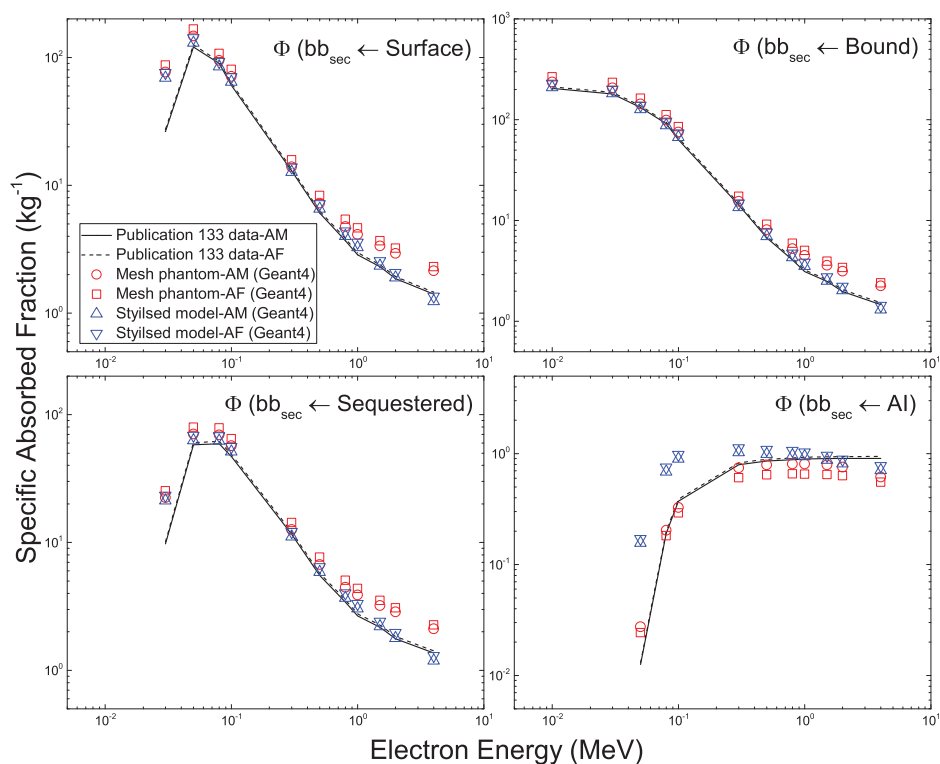 Specific Absorbed Fraction (kg⁻¹)
Φ (bb_sec ← Surface)
10²
10¹
10⁰
10⁻²
10⁻¹
10⁰
10¹
Publication 133 data-AM
Publication 133 data-AF
Mesh phantom-AM (Geant4)
Mesh phantom-AF (Geant4)
Styilsed model-AM (Geant4)
Styilsed model-AF (Geant4)
Φ (bb_sec ← Bound)
10³
10²
10¹
10⁰
10⁻²
10⁻¹
10⁰
10¹
Φ (bb_sec ← Sequestered)
10²
10¹
10⁰
10⁻²
10⁻¹
10⁰
10¹
Φ (bb_sec ← AI)
10⁰
10⁻¹
10⁻²
10⁻²
10⁻¹
10⁰
10¹
Electron Energy (MeV)